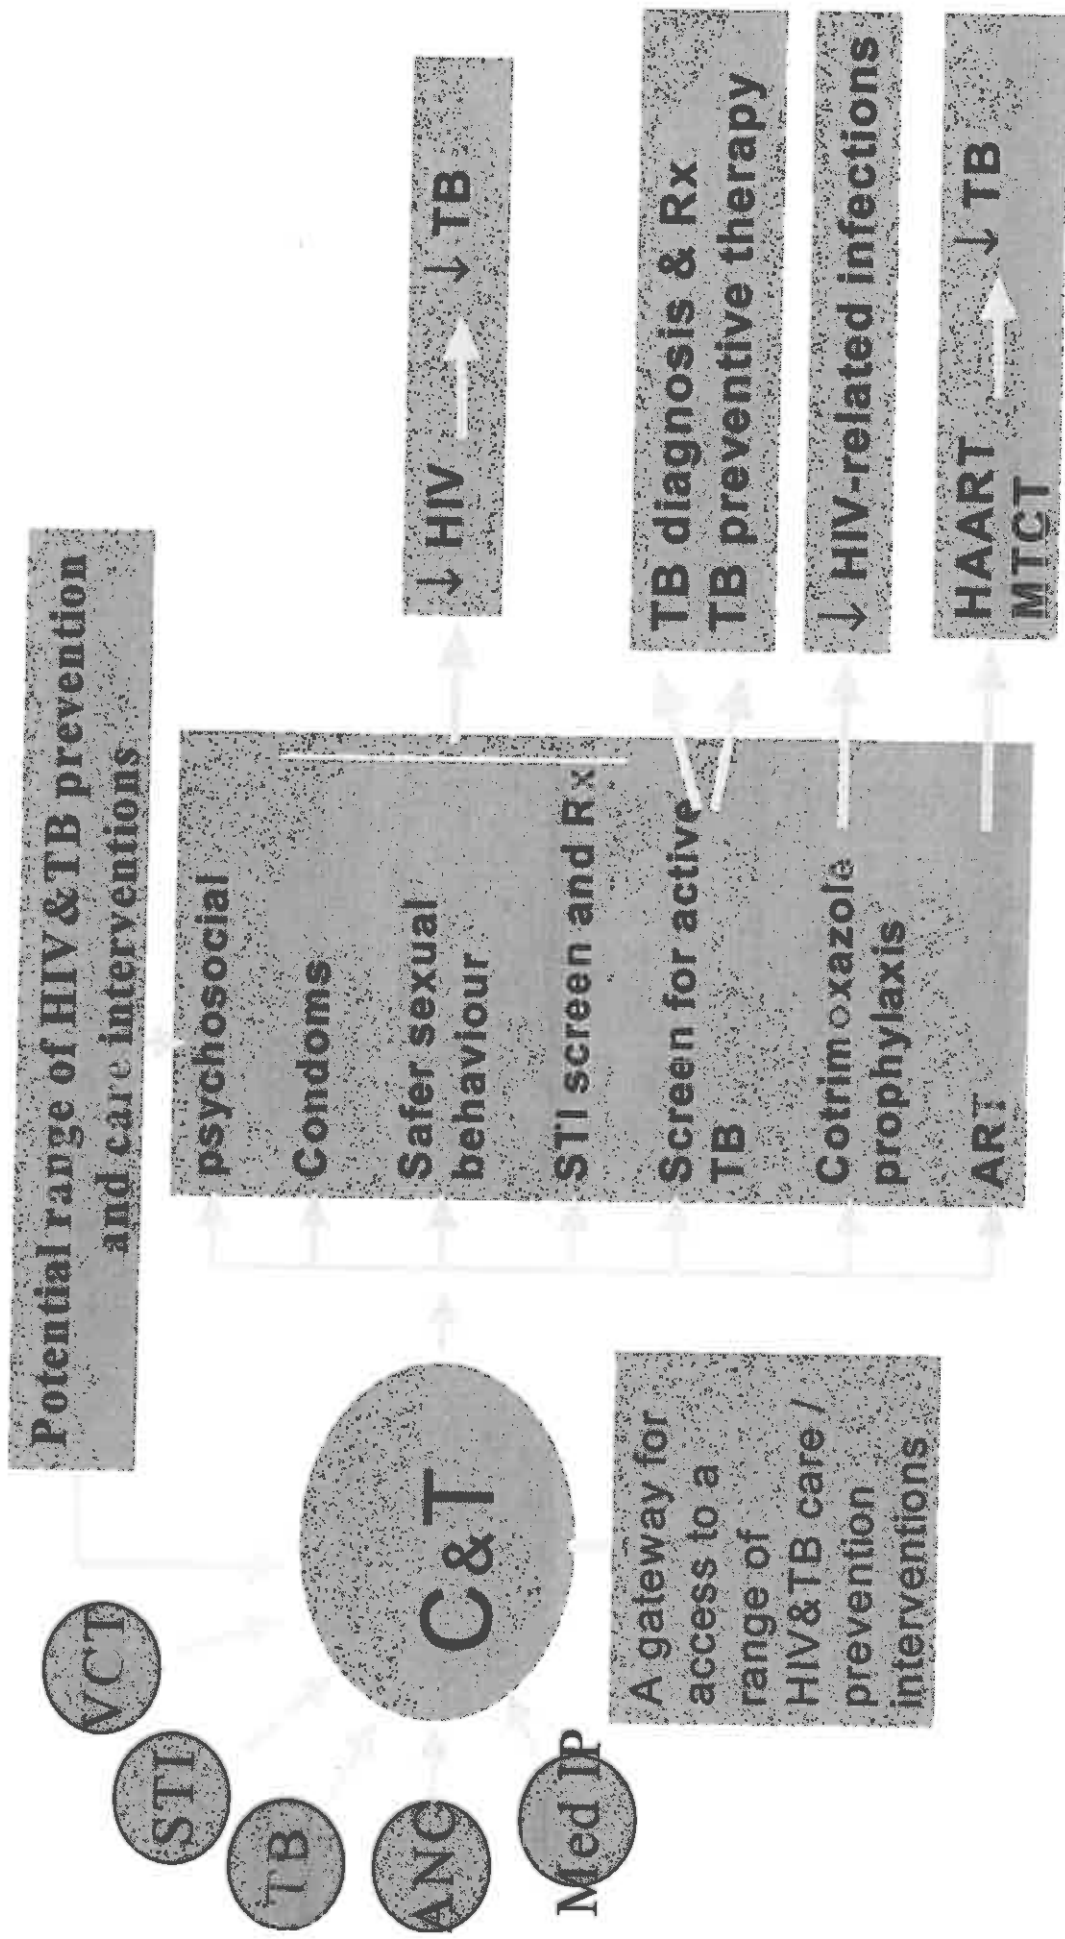 Potential range of HIV&TB prevention
and care interventions
VCT
STI
TB
ANC
Med IP
C&T
A gateway for
access to a
range of
HIV&TB care /
prevention
interventions
psychosocial
Condoms
Safer sexual
behaviour
STI screen and Rx
Screen for active
TB
Cotrimoxazole
prophylaxis
ART
↓ HIV → ↓ TB
TB diagnosis & Rx
TB preventive therapy
↓ HIV-related infections
HAART → ↓ TB
MTCT